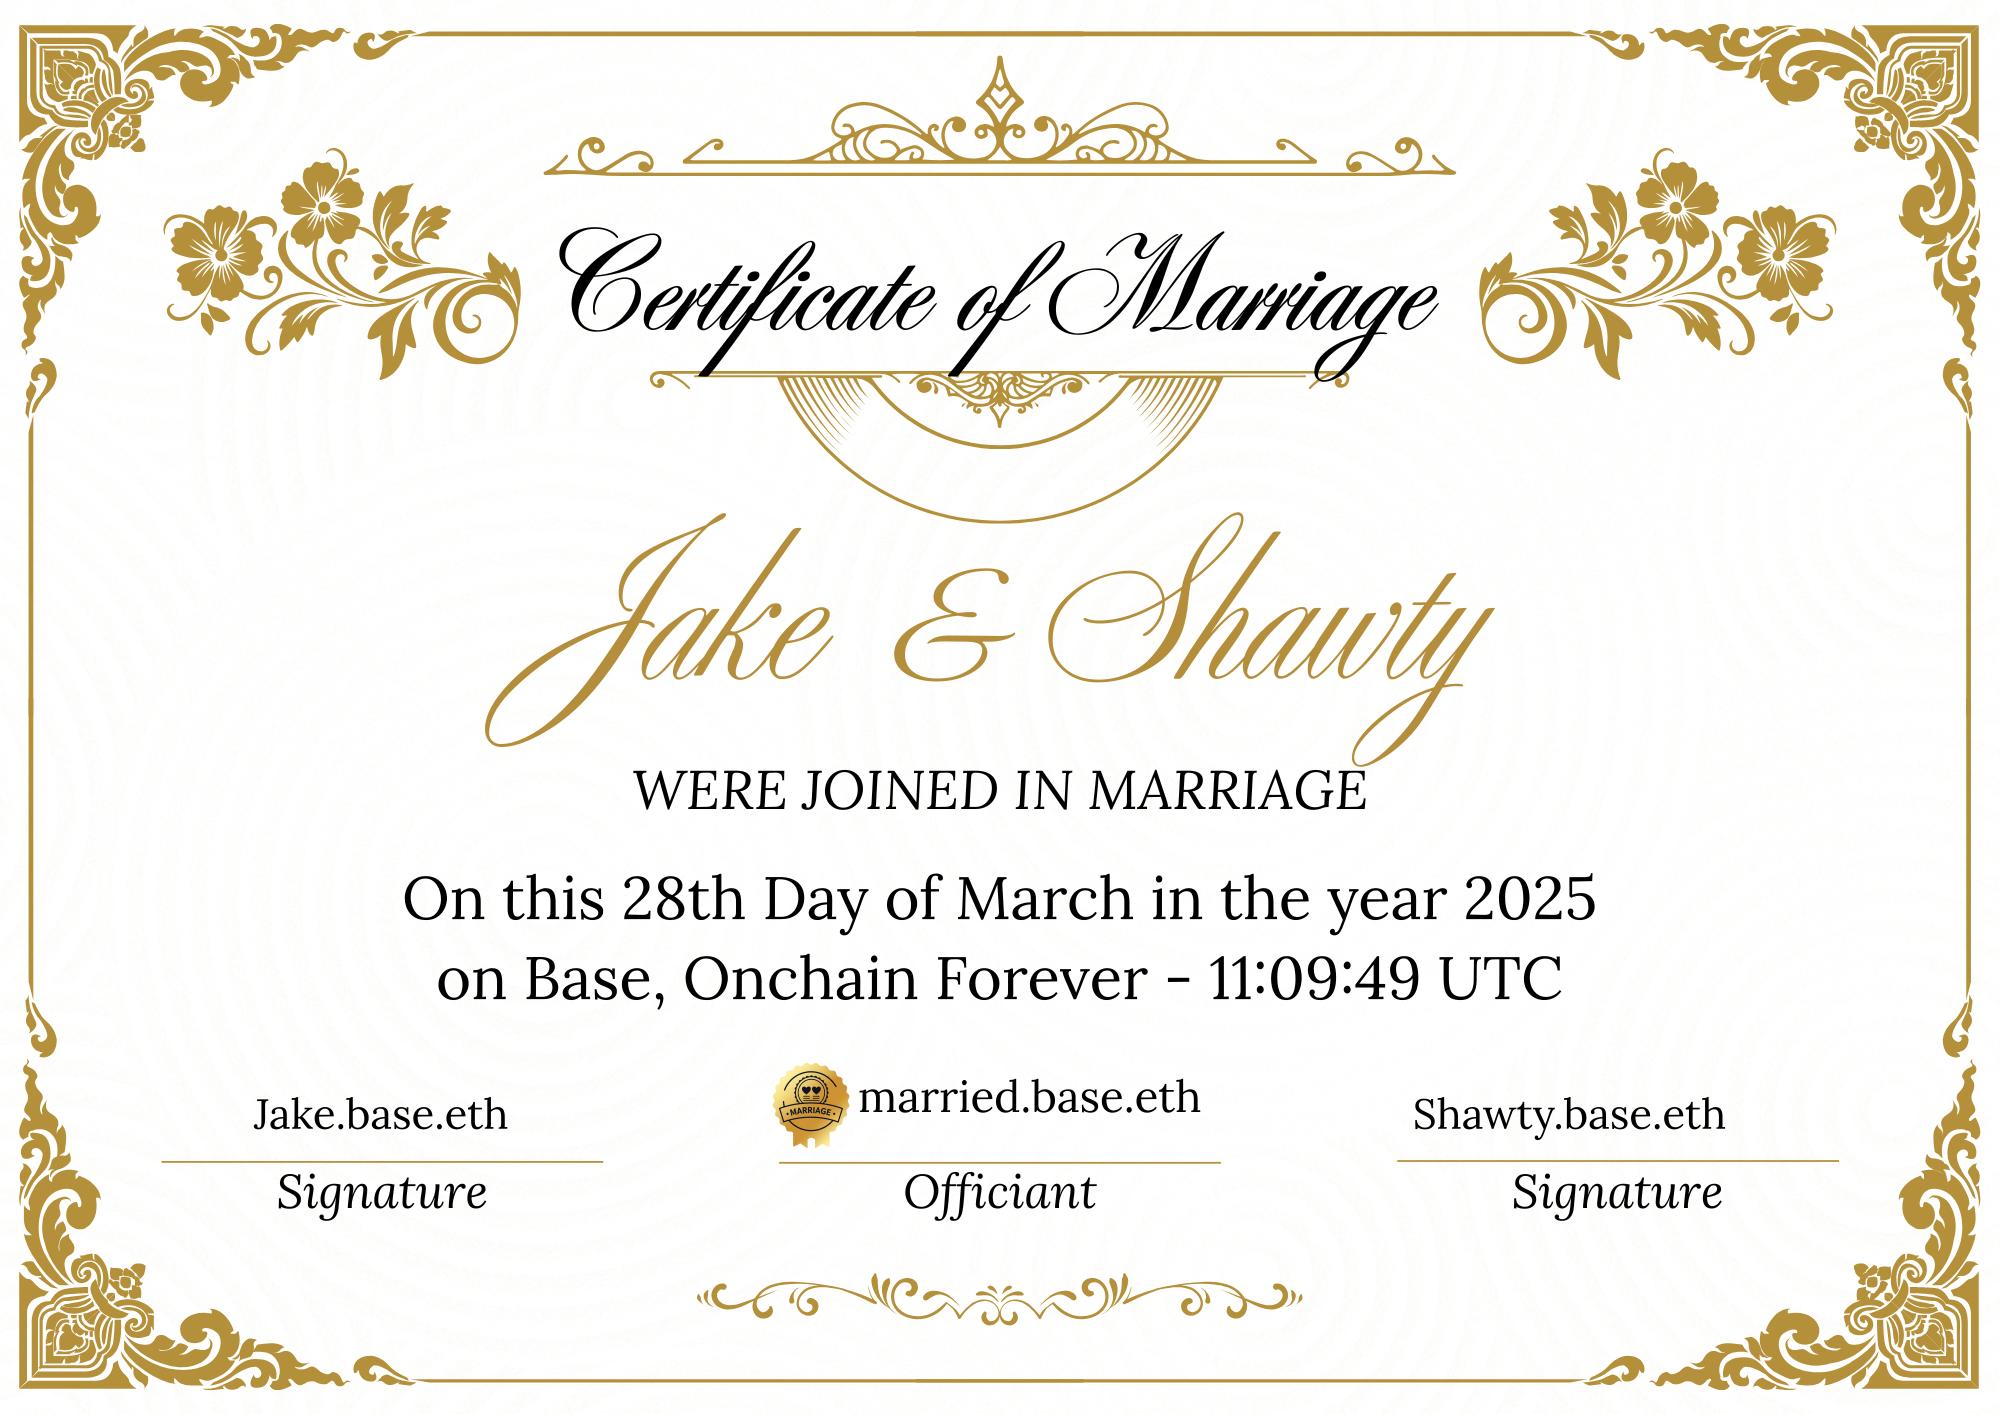 Certificate of Marriage
Jake & Shawty
WERE JOINED IN MARRIAGE
On this 28th Day of March in the year 2025
on Base, Onchain Forever - 11:09:49 UTC
Jake.base.eth
MARRIAGE
married.base.eth
Shawty.base.eth
Signature
Officiant
Signature